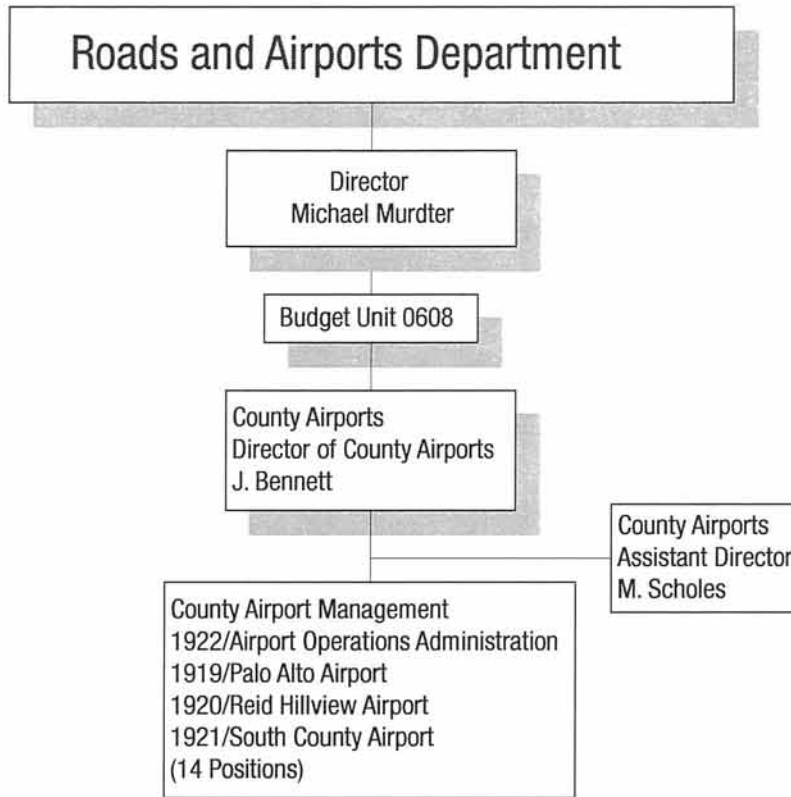 Roads and Airports Department
Director
Michael Murdter
Budget Unit 0608
County Airports
Director of County Airports
J. Bennett
County Airports
Assistant Director
M. Scholes
County Airport Management
1922/Airport Operations Administration
1919/Palo Alto Airport
1920/Reid Hillview Airport
1921/South County Airport
(14 Positions)